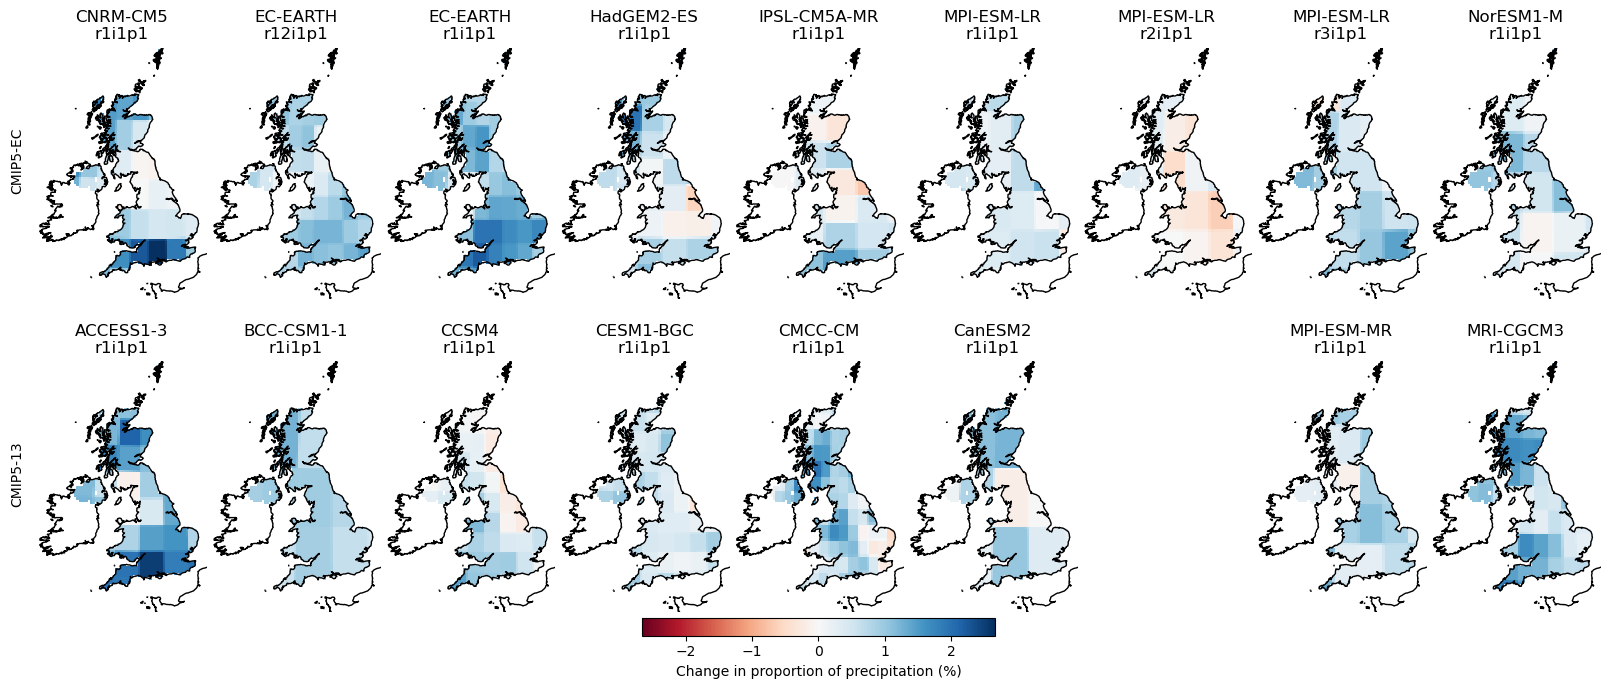 CNRM-CM5
r1i1p1
EC-EARTH
r12i1p1
EC-EARTH
r1i1p1
HadGEM2-ES
r1i1p1
IPSL-CM5A-MR
r1i1p1
MPI-ESM-LR
r1i1p1
MPI-ESM-LR
r2i1p1
MPI-ESM-LR
r3i1p1
NorESM1-M
r1i1p1
CMIP5-EC
ACCESS1-3
r1i1p1
BCC-CSM1-1
r1i1p1
CCSM4
r1i1p1
CESM1-BGC
r1i1p1
CMCC-CM
r1i1p1
CanESM2
r1i1p1
MPI-ESM-MR
r1i1p1
MRI-CGCM3
r1i1p1
CMIP5-13
−2 −1 0 1 2
Change in proportion of precipitation (%)